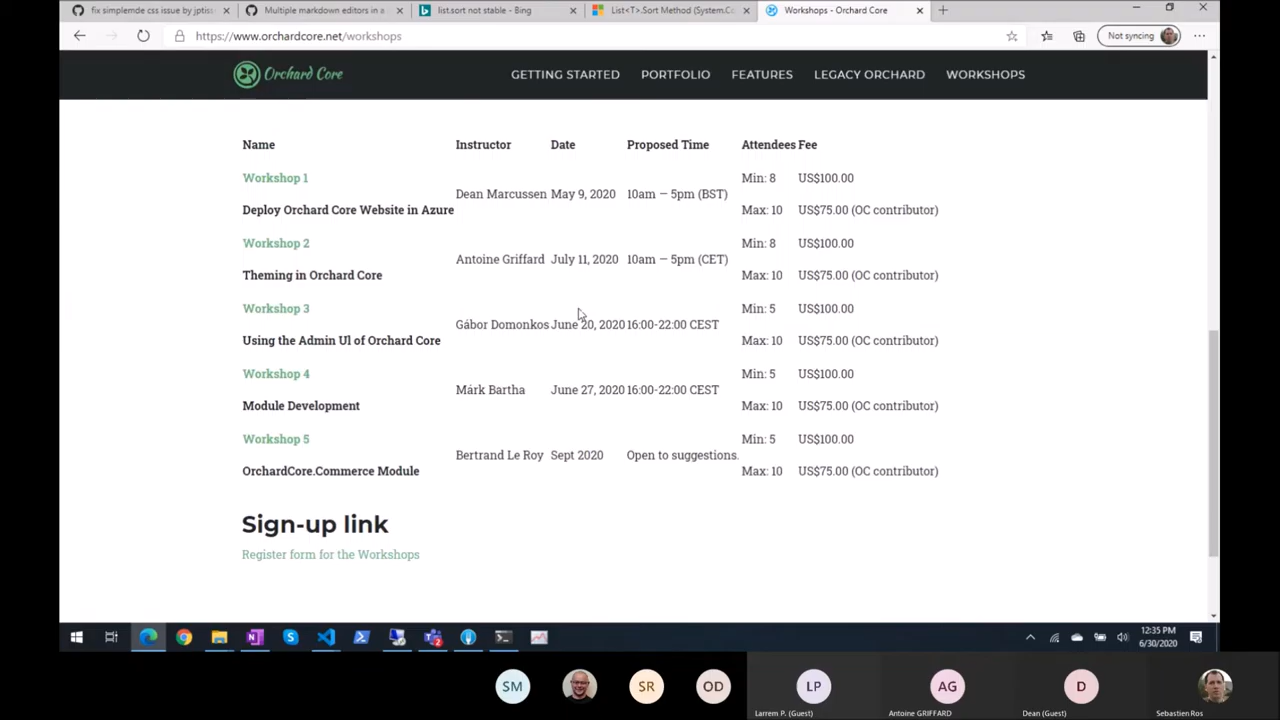 fix simplemde css issue by jptis
Multiple markdown editors in a
list.sort not stable - Bing
List<T>.Sort Method (System.C
Workshops - Orchard Core
https://www.orchardcore.net/workshops
Not syncing
Orchard Core
GETTING STARTED PORTFOLIO FEATURES LEGACY ORCHARD WORKSHOPS
Name Instructor Date Proposed Time Attendees Fee
Workshop 1 Min: 8 US$100.00
Dean Marcussen May 9, 2020 10am – 5pm (BST)
Deploy Orchard Core Website in Azure Max: 10 US$75.00 (OC contributor)
Workshop 2 Min: 8 US$100.00
Antoine Griffard July 11, 2020 10am – 5pm (CET)
Theming in Orchard Core Max: 10 US$75.00 (OC contributor)
Workshop 3 Min: 5 US$100.00
Gábor Domonkos June 20, 2020 16:00-22:00 CEST
Using the Admin UI of Orchard Core Max: 10 US$75.00 (OC contributor)
Workshop 4 Min: 5 US$100.00
Márk Bartha June 27, 2020 16:00-22:00 CEST
Module Development Max: 10 US$75.00 (OC contributor)
Workshop 5 Min: 5 US$100.00
Bertrand Le Roy Sept 2020 Open to suggestions.
OrchardCore.Commerce Module Max: 10 US$75.00 (OC contributor)
Sign-up link
Register form for the Workshops
12:35 PM
6/30/2020
SM SR OD LP AG D
Larrem P. (Guest) Antoine GRIFFARD Dean (Guest) Sebastien Ros